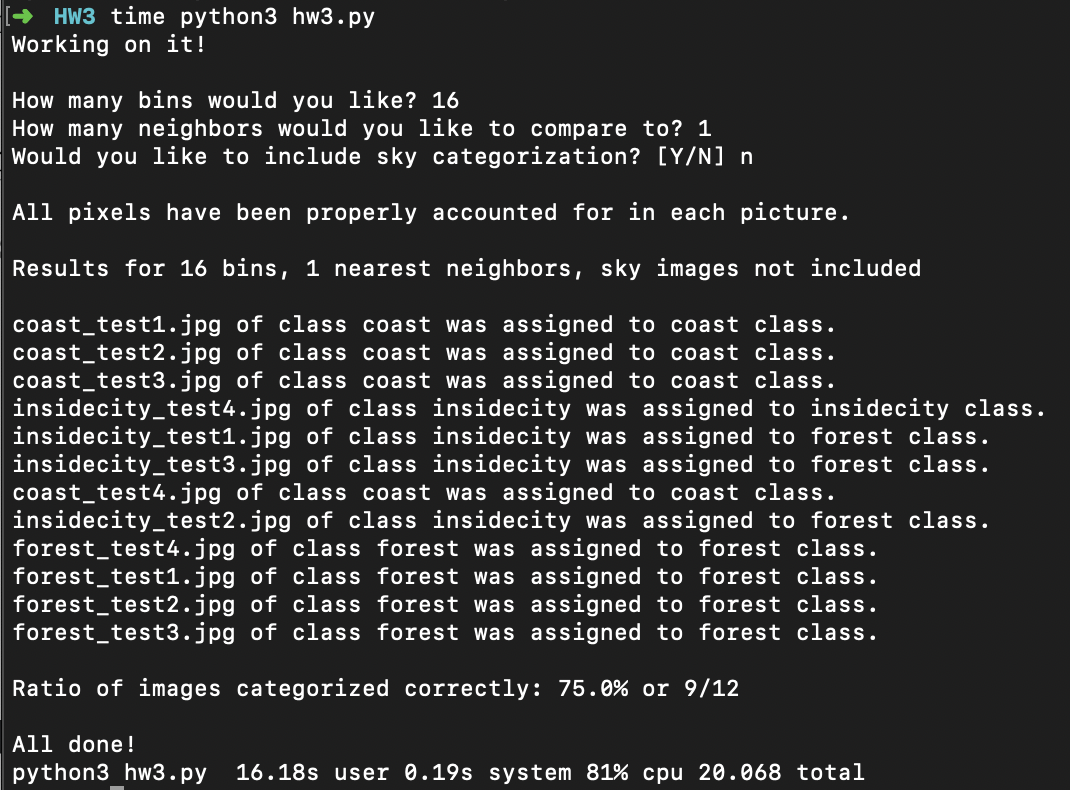 [➜ HW3 time python3 hw3.py
Working on it!
How many bins would you like? 16
How many neighbors would you like to compare to? 1
Would you like to include sky categorization? [Y/N] n
All pixels have been properly accounted for in each picture.
Results for 16 bins, 1 nearest neighbors, sky images not included
coast_test1.jpg of class coast was assigned to coast class.
coast_test2.jpg of class coast was assigned to coast class.
coast_test3.jpg of class coast was assigned to coast class.
insidecity_test4.jpg of class insidecity was assigned to insidecity class.
insidecity_test1.jpg of class insidecity was assigned to forest class.
insidecity_test3.jpg of class insidecity was assigned to forest class.
coast_test4.jpg of class coast was assigned to coast class.
insidecity_test2.jpg of class insidecity was assigned to forest class.
forest_test4.jpg of class forest was assigned to forest class.
forest_test1.jpg of class forest was assigned to forest class.
forest_test2.jpg of class forest was assigned to forest class.
forest_test3.jpg of class forest was assigned to forest class.
Ratio of images categorized correctly: 75.0% or 9/12
All done!
python3 hw3.py  16.18s user 0.19s system 81% cpu 20.068 total